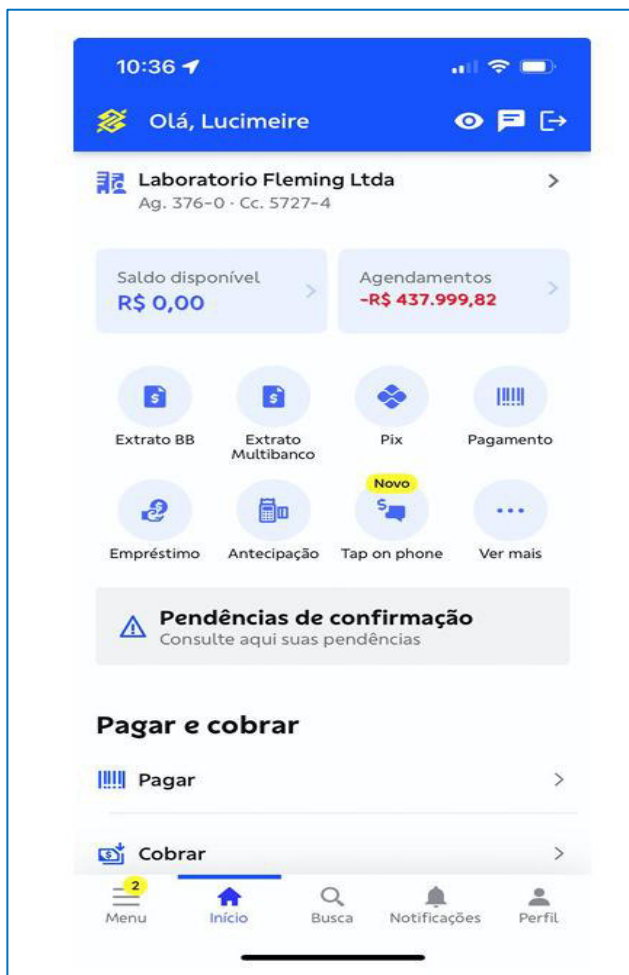 10:36
Olá, Lucimeire
Laboratorio Fleming Ltda
Ag. 376-0 · Cc. 5727-4
Saldo disponível
R$ 0,00
Agendamentos
-R$ 437.999,82
Extrato BB
Extrato
Multibanco
Pix
Pagamento
Novo
Empréstimo
Antecipação
Tap on phone
Ver mais
Pendências de confirmação
Consulte aqui suas pendências
Pagar e cobrar
Pagar
Cobrar
2
Menu
Início
Busca
Notificações
Perfil